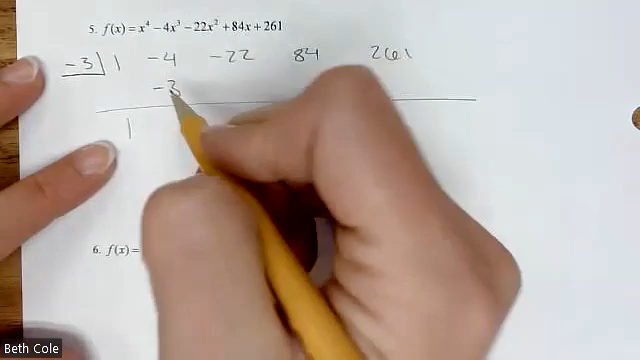 5. f(x) = x⁴ − 4x³ − 22x² + 84x + 261
-3 | 1 -4 -22 84 261
-3
1
6. f(x) =
Beth Cole